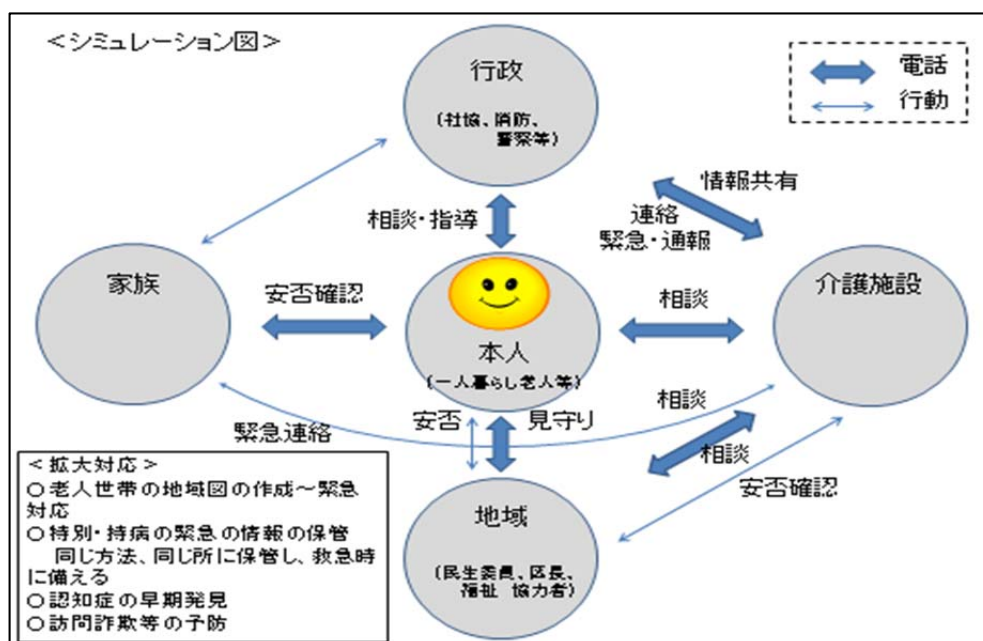 ＜シミュレーション図＞
電話
行動
行政
（社協、消防、
警察等）
情報共有
連絡
緊急・通報
相談・指導
家族
安否確認
介護施設
相談
本人
（一人暮らし老人等）
相談
緊急連絡
安否
見守り
相談
安否確認
地域
（民生委員、区長、
福祉 協力者）
＜拡大対応＞
○老人世帯の地域図の作成～緊急
対応
○特別・持病の緊急の情報の保管
同じ方法、同じ所に保管し、救急時
に備える
○認知症の早期発見
○訪問詐欺等の予防